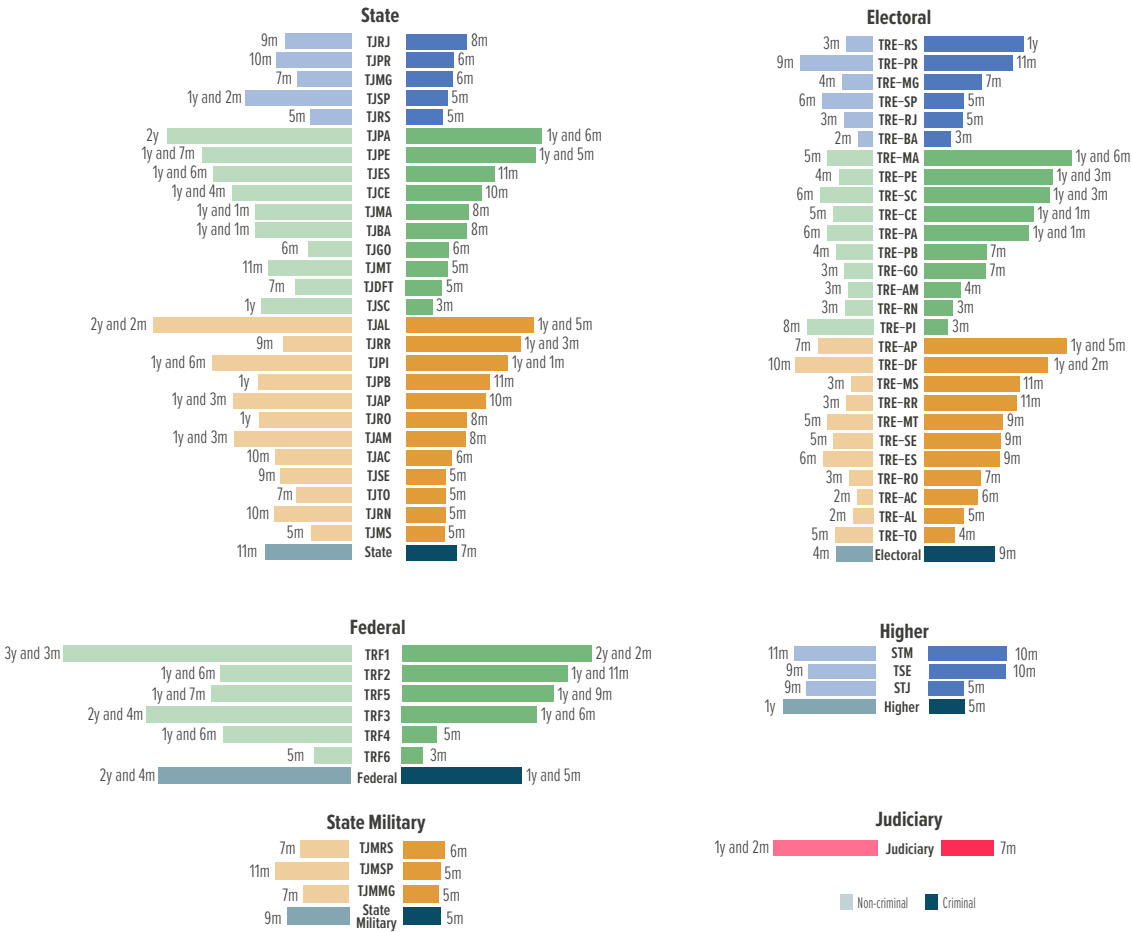 State
9m TJRJ 8m
10m TJPR 6m
7m TJMG 6m
1y and 2m TJSP 5m
5m TJRS 5m
2y TJPA 1y and 6m
1y and 7m TJPE 1y and 5m
1y and 6m TJES 11m
1y and 4m TJCE 10m
1y and 1m TJMA 8m
1y and 1m TJBA 8m
6m TJGO 6m
11m TJMT 5m
7m TJDFT 5m
1y TJSC 3m
2y and 2m TJAL 1y and 5m
9m TJRR 1y and 3m
1y and 6m TJPI 1y and 1m
1y TJPB 11m
1y and 3m TJAP 10m
1y TJRO 8m
1y and 3m TJAM 8m
10m TJAC 6m
9m TJSE 5m
7m TJTO 5m
10m TJRN 5m
5m TJMS 5m
11m State 7m
Electoral
3m TRE-RS 1y
9m TRE-PR 11m
4m TRE-MG 7m
6m TRE-SP 5m
3m TRE-RJ 5m
2m TRE-BA 3m
5m TRE-MA 1y and 6m
4m TRE-PE 1y and 3m
6m TRE-SC 1y and 3m
5m TRE-CE 1y and 1m
6m TRE-PA 1y and 1m
4m TRE-PB 7m
3m TRE-GO 7m
3m TRE-AM 4m
3m TRE-RN 3m
8m TRE-PI 3m
7m TRE-AP 1y and 5m
10m TRE-DF 1y and 2m
3m TRE-MS 11m
3m TRE-RR 11m
5m TRE-MT 9m
5m TRE-SE 9m
6m TRE-ES 9m
3m TRE-RO 7m
2m TRE-AC 6m
2m TRE-AL 5m
5m TRE-TO 4m
4m Electoral 9m
Federal
3y and 3m TRF1 2y and 2m
1y and 6m TRF2 1y and 11m
1y and 7m TRF5 1y and 9m
2y and 4m TRF3 1y and 6m
1y and 6m TRF4 5m
5m TRF6 3m
2y and 4m Federal 1y and 5m
Higher
11m STM 10m
9m TSE 10m
9m STJ 5m
1y Higher 5m
State Military
7m TJMRS 6m
11m TJMSP 5m
7m TJMMG 5m
9m State 5m
Military
Judiciary
1y and 2m Judiciary 7m
Non-criminal Criminal